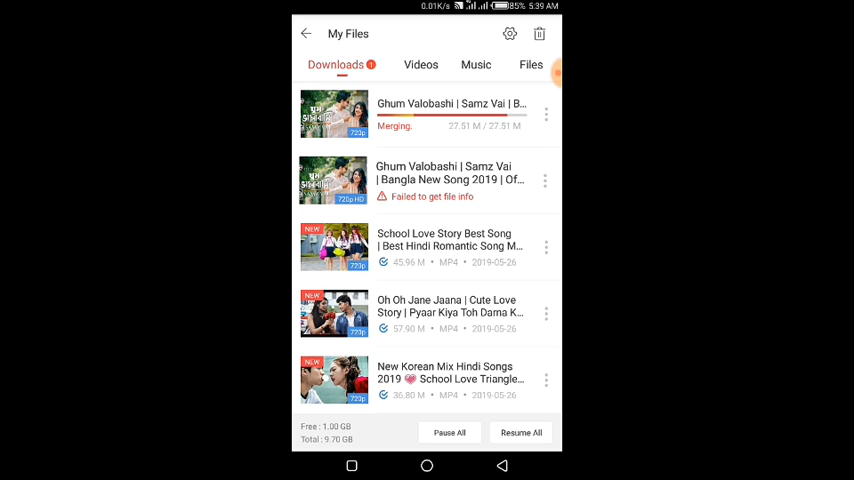 0.01K/s 85% 5:39 AM
My Files
Downloads 1 Videos Music Files
Ghum Valobashi | Samz Vai | B...
Merging. 27.51 M / 27.51 M
720p
Ghum Valobashi | Samz Vai
| Bangla New Song 2019 | Of...
Failed to get file info
720p HD
NEW
School Love Story Best Song
| Best Hindi Romantic Song M...
45.96 M • MP4 • 2019-05-26
720p
NEW
Oh Oh Jane Jaana | Cute Love
Story | Pyaar Kiya Toh Darna K...
57.90 M • MP4 • 2019-05-26
720p
NEW
New Korean Mix Hindi Songs
2019 💗 School Love Triangle...
36.80 M • MP4 • 2019-05-26
720p
Free : 1.00 GB
Total : 9.70 GB
Pause All Resume All